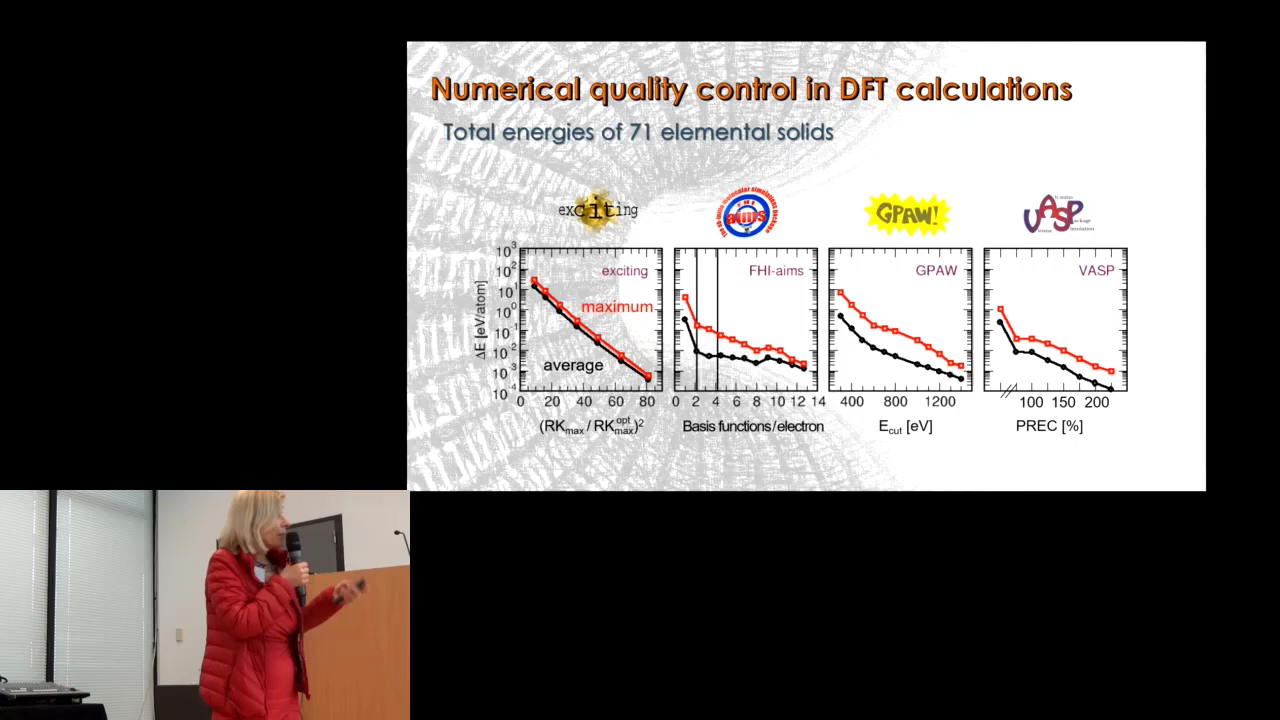 Numerical quality control in DFT calculations
Total energies of 71 elemental solids
exciting
FHI-aims
aims
GPAW!
VASP
exciting
FHI-aims
GPAW
VASP
maximum
average
ΔE [eV/atom]
10³
10²
10¹
10⁰
10⁻¹
10⁻²
10⁻³
10⁻⁴
0 20 40 60 80
0 2 4 6 8 10 12 14
400 800 1200
100 150 200
(RKmax / RKmax opt)²
Basis functions/electron
Ecut [eV]
PREC [%]